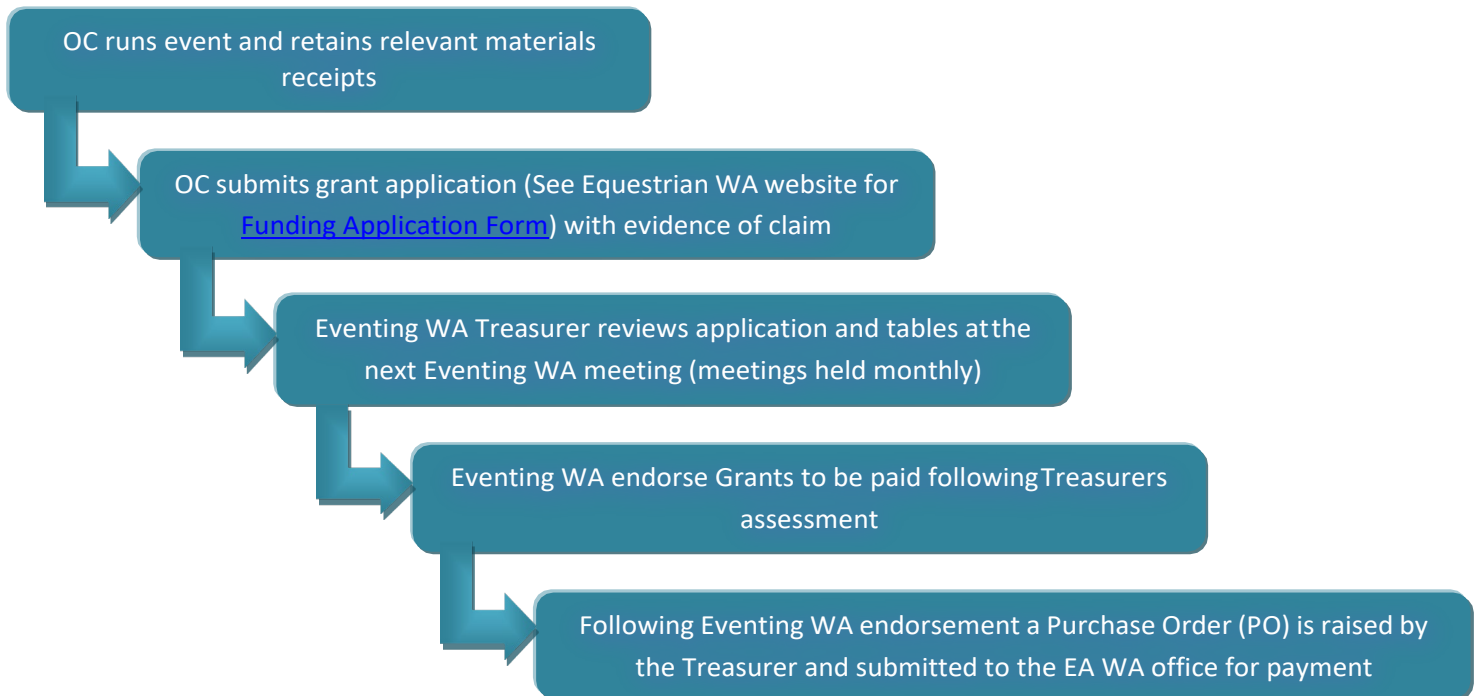 OC runs event and retains relevant materials
receipts
OC submits grant application (See Equestrian WA website for
Funding Application Form) with evidence of claim
Eventing WA Treasurer reviews application and tables at the
next Eventing WA meeting (meetings held monthly)
Eventing WA endorse Grants to be paid following Treasurers
assessment
Following Eventing WA endorsement a Purchase Order (PO) is raised by
the Treasurer and submitted to the EA WA office for payment